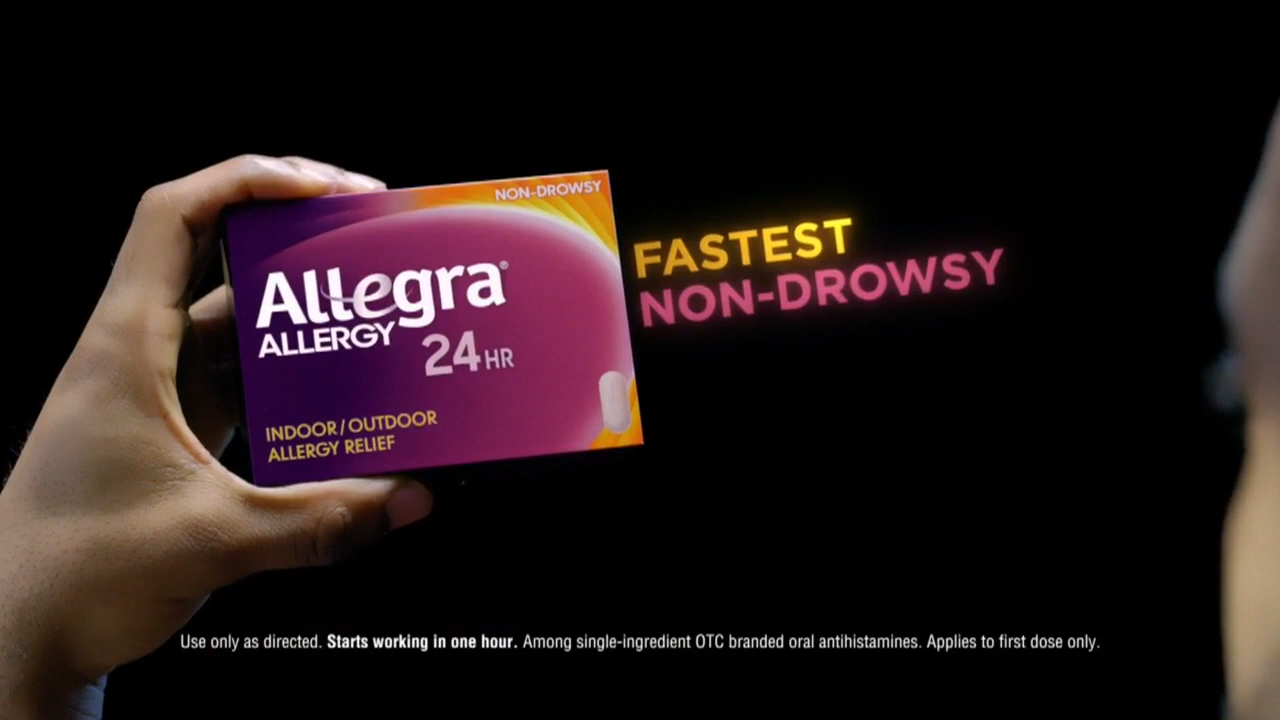 NON-DROWSY
Allegra®
ALLERGY
24 HR
INDOOR/OUTDOOR
ALLERGY RELIEF
FASTEST
NON-DROWSY
Use only as directed. Starts working in one hour. Among single-ingredient OTC branded oral antihistamines. Applies to first dose only.